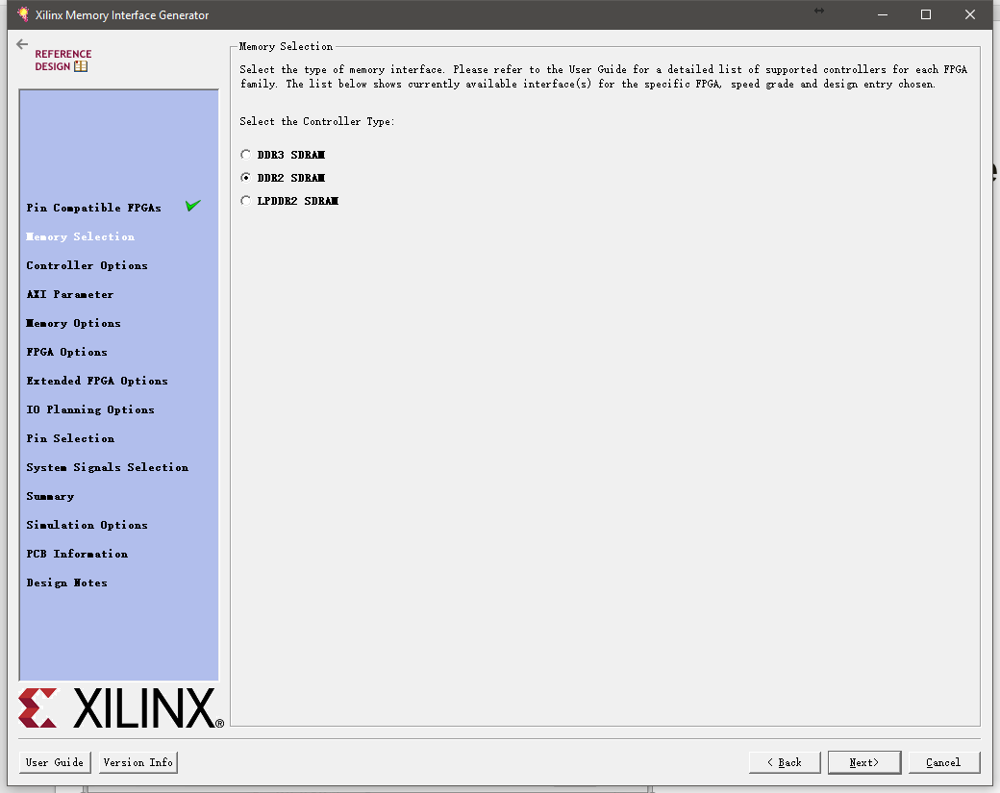 Xilinx Memory Interface Generator
REFERENCE
DESIGN
Pin Compatible FPGAs
Memory Selection
Controller Options
AXI Parameter
Memory Options
FPGA Options
Extended FPGA Options
IO Planning Options
Pin Selection
System Signals Selection
Summary
Simulation Options
PCB Information
Design Notes
XILINX®
Memory Selection
Select the type of memory interface. Please refer to the User Guide for a detailed list of supported controllers for each FPGA
family. The list below shows currently available interface(s) for the specific FPGA, speed grade and design entry chosen.
Select the Controller Type:
DDR3 SDRAM
DDR2 SDRAM
LPDDR2 SDRAM
User Guide
Version Info
< Back
Next>
Cancel